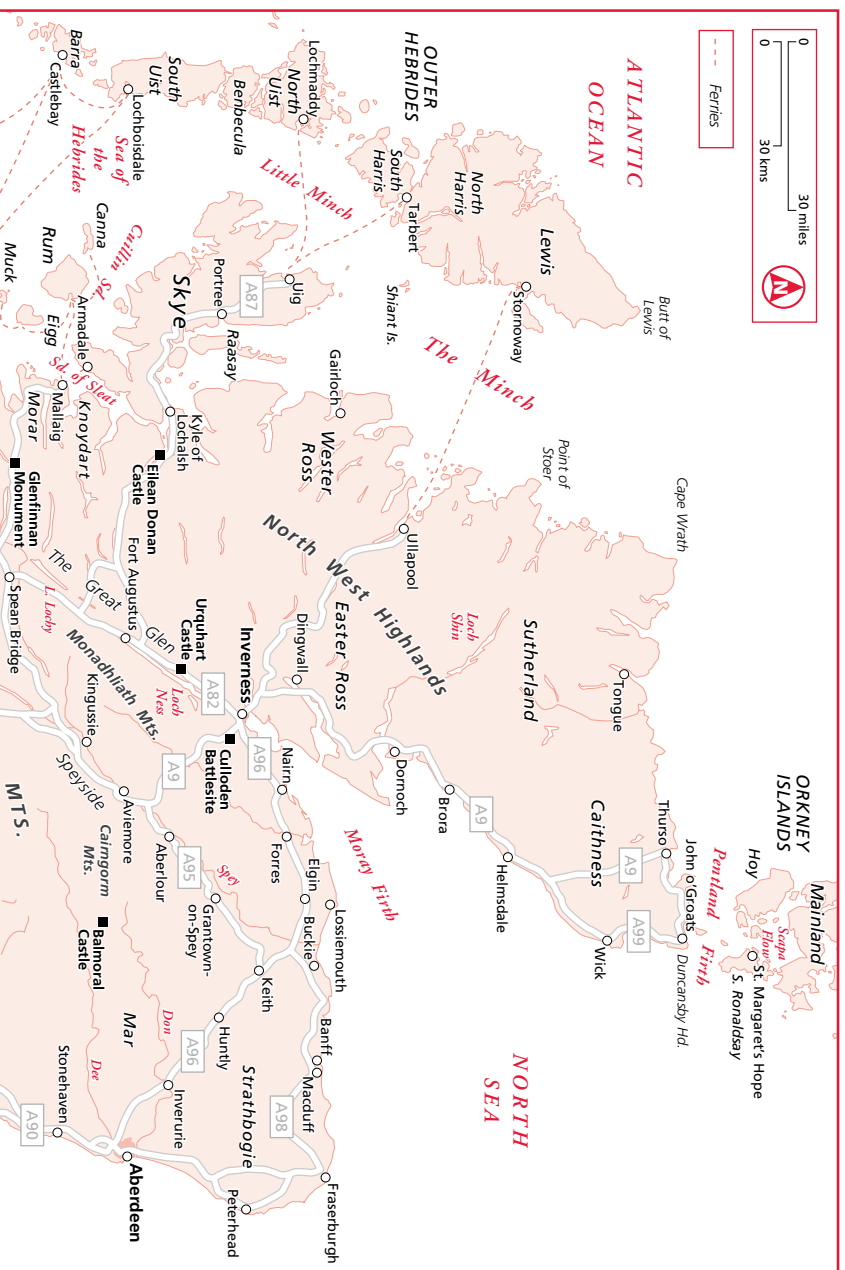 0
30 miles
0
30 kms
Ferries
N
ATLANTIC
OCEAN
OUTER
HEBRIDES
Butt of
Lewis
Lewis
Stornoway
North
Harris
South
Harris
Tarbert
Shiant Is.
The Minch
Little Minch
Lochmaddy
North
Uist
Benbecula
South
Uist
Lochboisdale
Barra
Castlebay
Sea of
the
Hebrides
Canna
Cuillin Sd.
Rum
Muck
Eigg
Armadale
Sd. of Sleat
Mallaig
Morar
Knoydart
Skye
Portree
A87
Uig
Raasay
Kyle of
Lochalsh
Eilean Donan
Castle
Glenfinnan
Monument
Gairloch
Wester
Ross
Point of
Stoer
Cape Wrath
Ullapool
North West Highlands
Loch
Shin
Sutherland
Tongue
Easter Ross
Dingwall
Inverness
The Great Glen
Fort Augustus
Urquhart
Castle
Loch
Ness
A82
L. Lochy
Spean Bridge
Monadhliath Mts.
Kingussie
Speyside
A9
Culloden
Battlesite
A96
Nairn
Forres
Moray Firth
Dornoch
Brora
A9
Helmsdale
Caithness
A9
A99
Thurso
John o'Groats
Wick
Duncansby Hd.
Pentland Firth
ORKNEY
ISLANDS
Hoy
Mainland
Scapa
Flow
St. Margaret's Hope
S. Ronaldsay
NORTH
SEA
Aviemore
Cairngorm
Mts.
MTS.
Aberlour
A95
Spey
Grantown-
on-Spey
Elgin
Lossiemouth
Buckie
Keith
Huntly
Balmoral
Castle
Mar
Don
Dee
A96
Banff
Macduff
A98
Strathbogie
Inverurie
Stonehaven
A90
Aberdeen
Peterhead
Fraserburgh